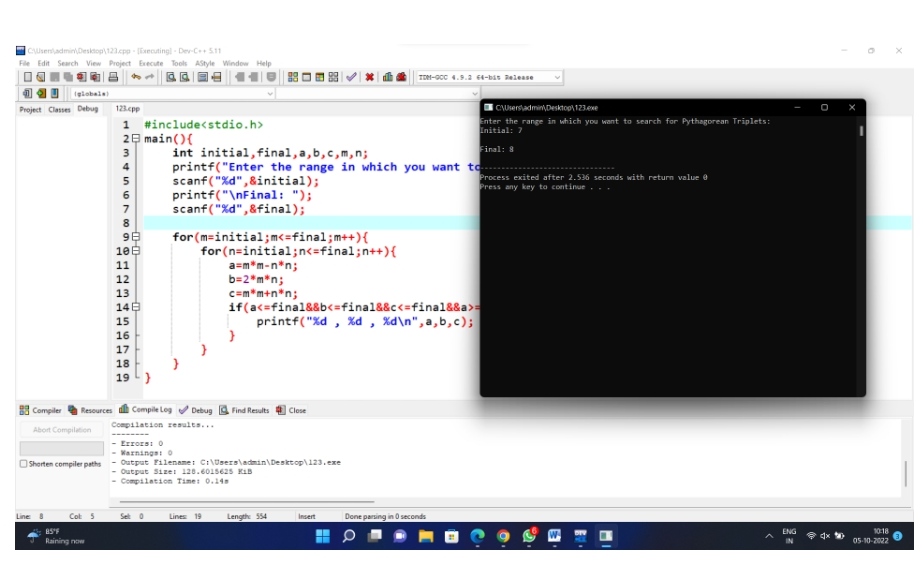 C:\Users\admin\Desktop\123.cpp - [Executing] - Dev-C++ 5.11
File Edit Search View Project Execute Tools AStyle Window Help
TDM-GCC 4.9.2 64-bit Release
(globals)
Project Classes Debug 123.cpp
1 #include<stdio.h>
2 main(){
3 int initial,final,a,b,c,m,n;
4 printf("Enter the range in which you want to
5 scanf("%d",&initial);
6 printf("\nFinal: ");
7 scanf("%d",&final);
8
9 for(m=initial;m<=final;m++){
10 for(n=initial;n<=final;n++){
11 a=m*m-n*n;
12 b=2*m*n;
13 c=m*m+n*n;
14 if(a<=final&&b<=final&&c<=final&&a>=
15 printf("%d , %d , %d\n",a,b,c);
16 }
17 }
18 }
19 }
C:\Users\admin\Desktop\123.exe
Enter the range in which you want to search for Pythagorean Triplets:
Initial: 7
Final: 8
--------------------------------
Process exited after 2.536 seconds with return value 0
Press any key to continue . . .
Compiler Resources Compile Log Debug Find Results Close
Abort Compilation
Shorten compiler paths
Compilation results...
--------
- Errors: 0
- Warnings: 0
- Output Filename: C:\Users\admin\Desktop\123.exe
- Output Size: 128.6015625 KiB
- Compilation Time: 0.14s
Line: 8 Col: 5 Sel: 0 Lines: 19 Length: 554 Insert Done parsing in 0 seconds
85°F
Raining now
ENG
IN
10:18
05-10-2022
3